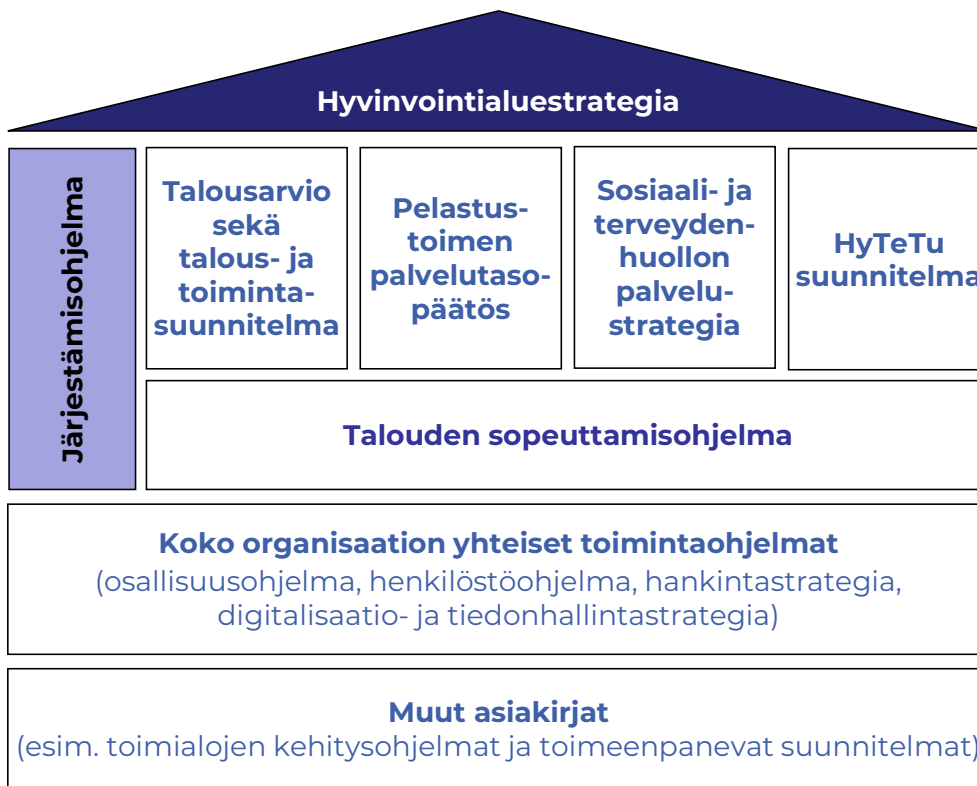 Hyvinvointialuestrategia
Järjestämisohjelma
Talousarvio
sekä
talous- ja
toiminta-
suunnitelma
Pelastus-
toimen
palvelutaso-
päätös
Sosiaali- ja
terveyden-
huollon
palvelu-
strategia
HyTeTu
suunnitelma
Talouden sopeuttamisohjelma
Koko organisaation yhteiset toimintaohjelmat
(osallisuusohjelma, henkilöstöohjelma, hankintastrategia,
digitalisaatio- ja tiedonhallintastrategia)
Muut asiakirjat
(esim. toimialojen kehitysohjelmat ja toimeenpanevat suunnitelmat)